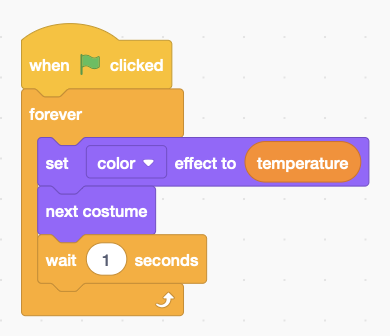 when clicked
forever
set color effect to temperature
next costume
wait 1 seconds